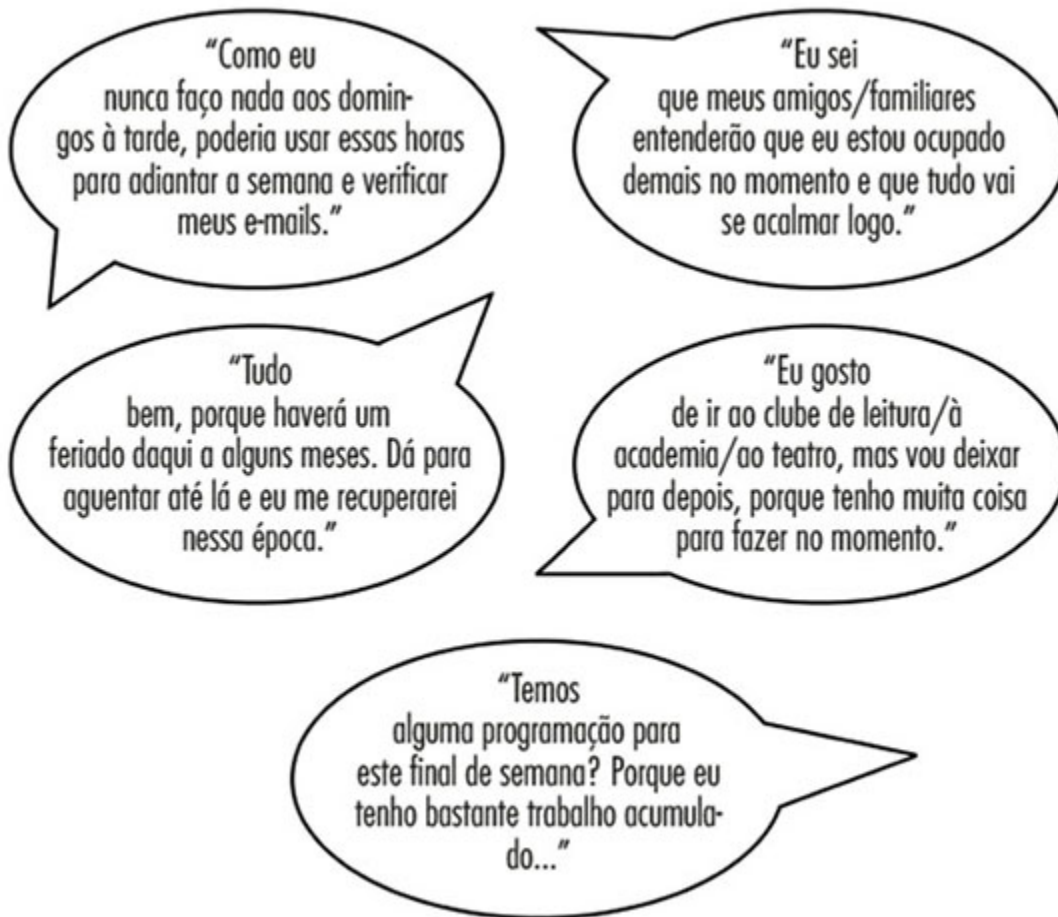 “Como eu
nunca faço nada aos domin-
gos à tarde, poderia usar essas horas
para adiantar a semana e verificar
meus e-mails.”
“Eu sei
que meus amigos/familiares
entenderão que eu estou ocupado
demais no momento e que tudo vai
se acalmar logo.”
“Tudo
bem, porque haverá um
feriado daqui a alguns meses. Dá para
aguentar até lá e eu me recuperarei
nessa época.”
“Eu gosto
de ir ao clube de leitura/à
academia/ao teatro, mas vou deixar
para depois, porque tenho muita coisa
para fazer no momento.”
“Temos
alguma programação para
este final de semana? Porque eu
tenho bastante trabalho acumula-
do...”